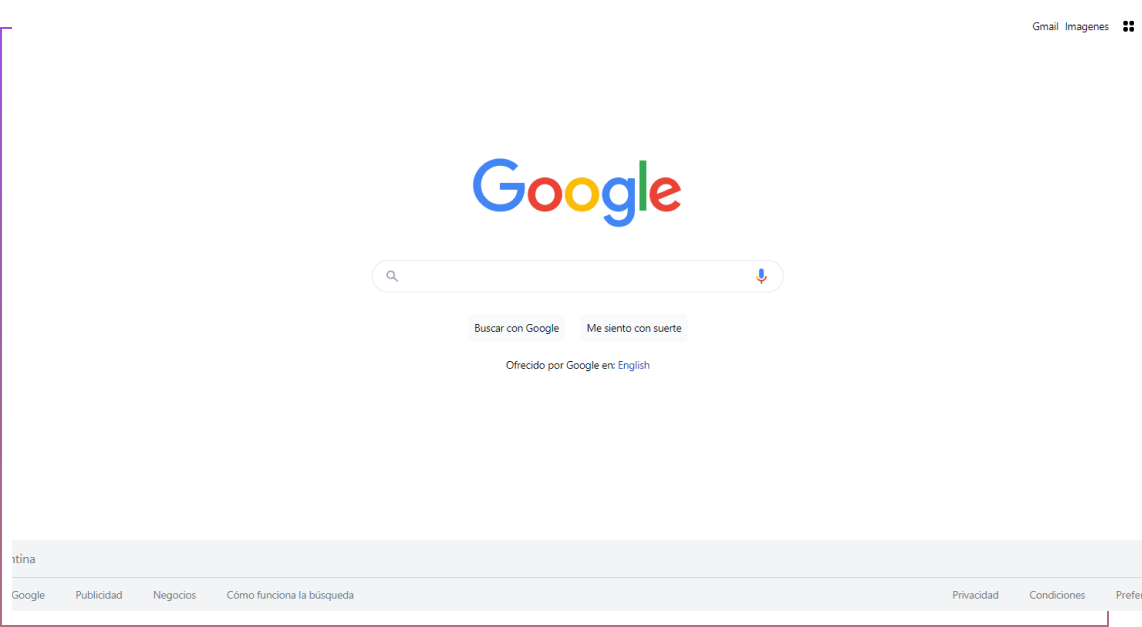 Gmail Imagenes
Google
Buscar con Google Me siento con suerte
Ofrecido por Google en: English
ntina
Google Publicidad Negocios Cómo funciona la búsqueda Privacidad Condiciones Prefer